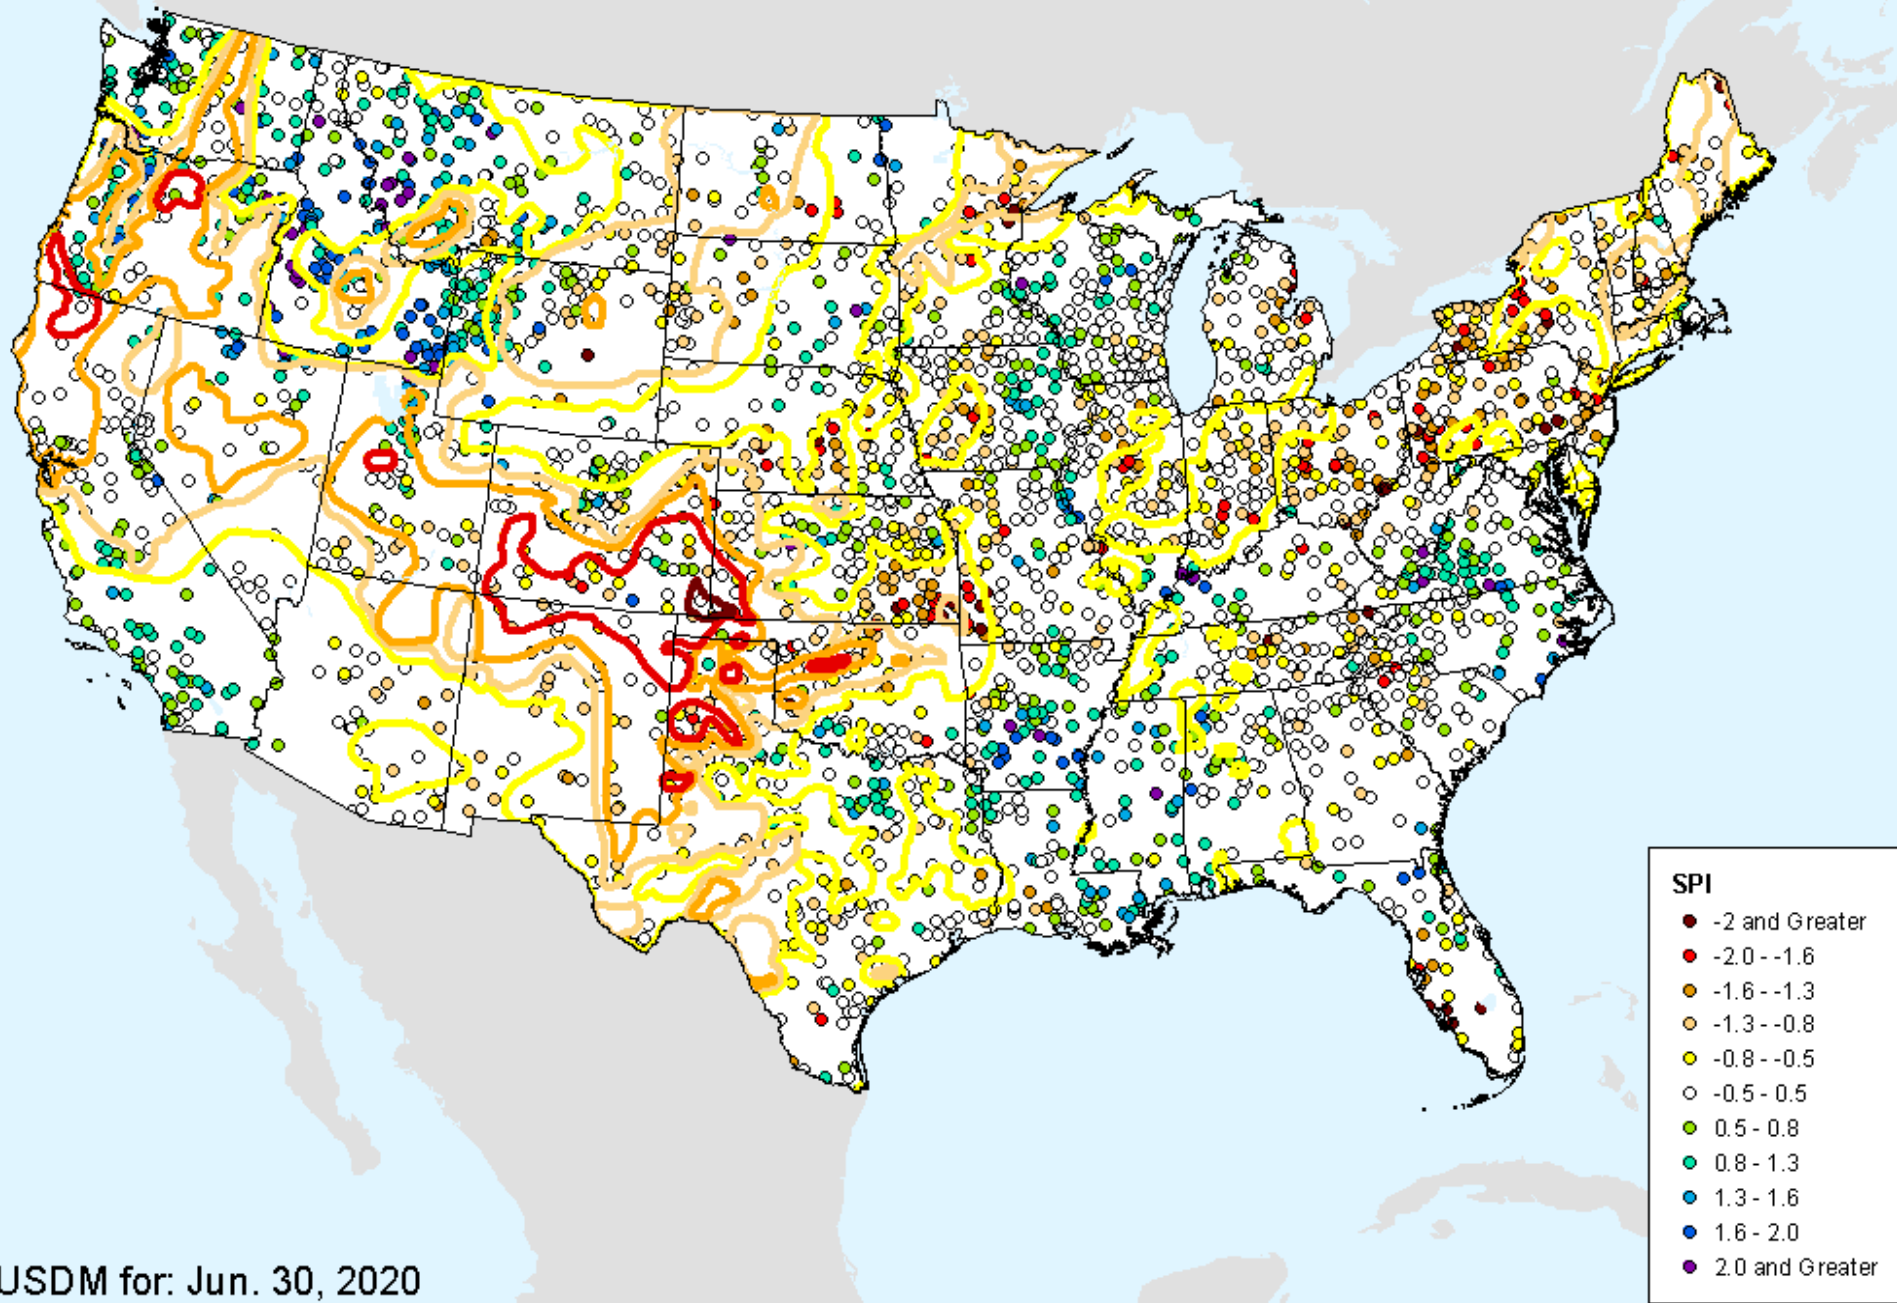 SPI
-2 and Greater
-2.0 - -1.6
-1.6 - -1.3
-1.3 - -0.8
-0.8 - -0.5
-0.5 - 0.5
0.5 - 0.8
0.8 - 1.3
1.3 - 1.6
1.6 - 2.0
2.0 and Greater
USDM for: Jun. 30, 2020